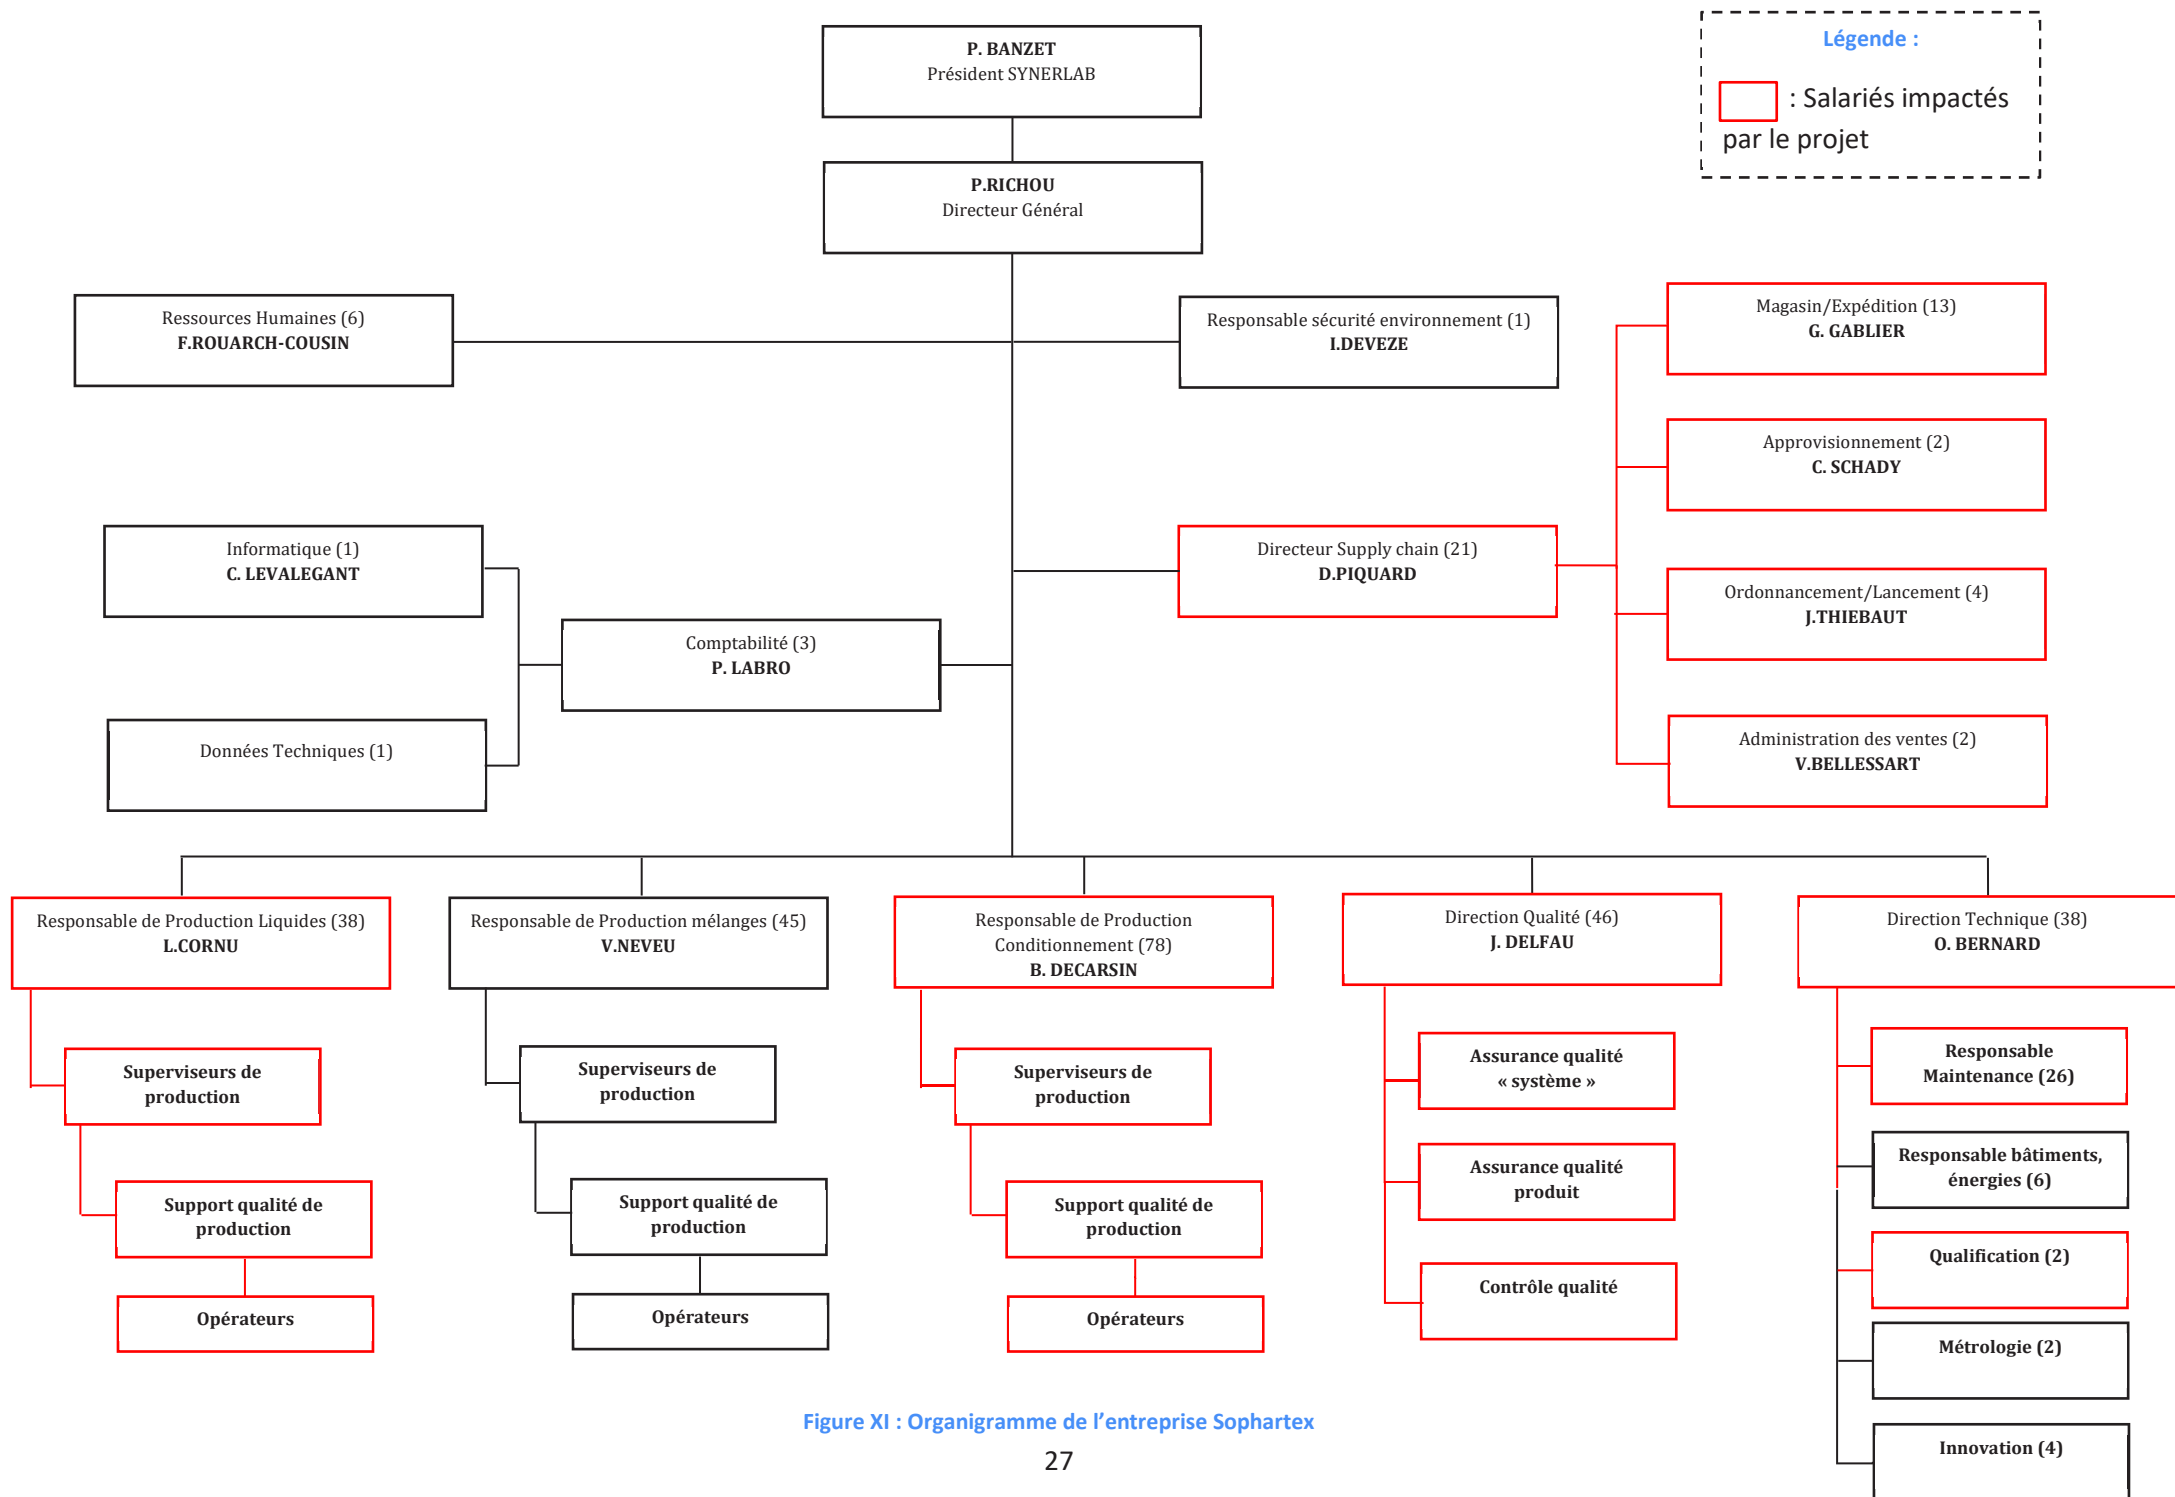 P. BANZET
Président SYNERLAB
Légende :
: Salariés impactés
par le projet
P.RICHOU
Directeur Général
Ressources Humaines (6)
F.ROUARCH-COUSIN
Responsable sécurité environnement (1)
I.DEVEZE
Magasin/Expédition (13)
G. GABLIER
Approvisionnement (2)
C. SCHADY
Informatique (1)
C. LEVALEGANT
Directeur Supply chain (21)
D.PIQUARD
Ordonnancement/Lancement (4)
J.THIEBAUT
Comptabilité (3)
P. LABRO
Données Techniques (1)
Administration des ventes (2)
V.BELLESSART
Responsable de Production Liquides (38)
L.CORNU
Responsable de Production mélanges (45)
V.NEVEU
Responsable de Production
Conditionnement (78)
B. DECARSIN
Direction Qualité (46)
J. DELFAU
Direction Technique (38)
O. BERNARD
Superviseurs de
production
Support qualité de
production
Opérateurs
Superviseurs de
production
Support qualité de
production
Opérateurs
Superviseurs de
production
Support qualité de
production
Opérateurs
Assurance qualité
« système »
Assurance qualité
produit
Contrôle qualité
Responsable
Maintenance (26)
Responsable bâtiments,
énergies (6)
Qualification (2)
Métrologie (2)
Innovation (4)
Figure XI : Organigramme de l'entreprise Sophartex
27